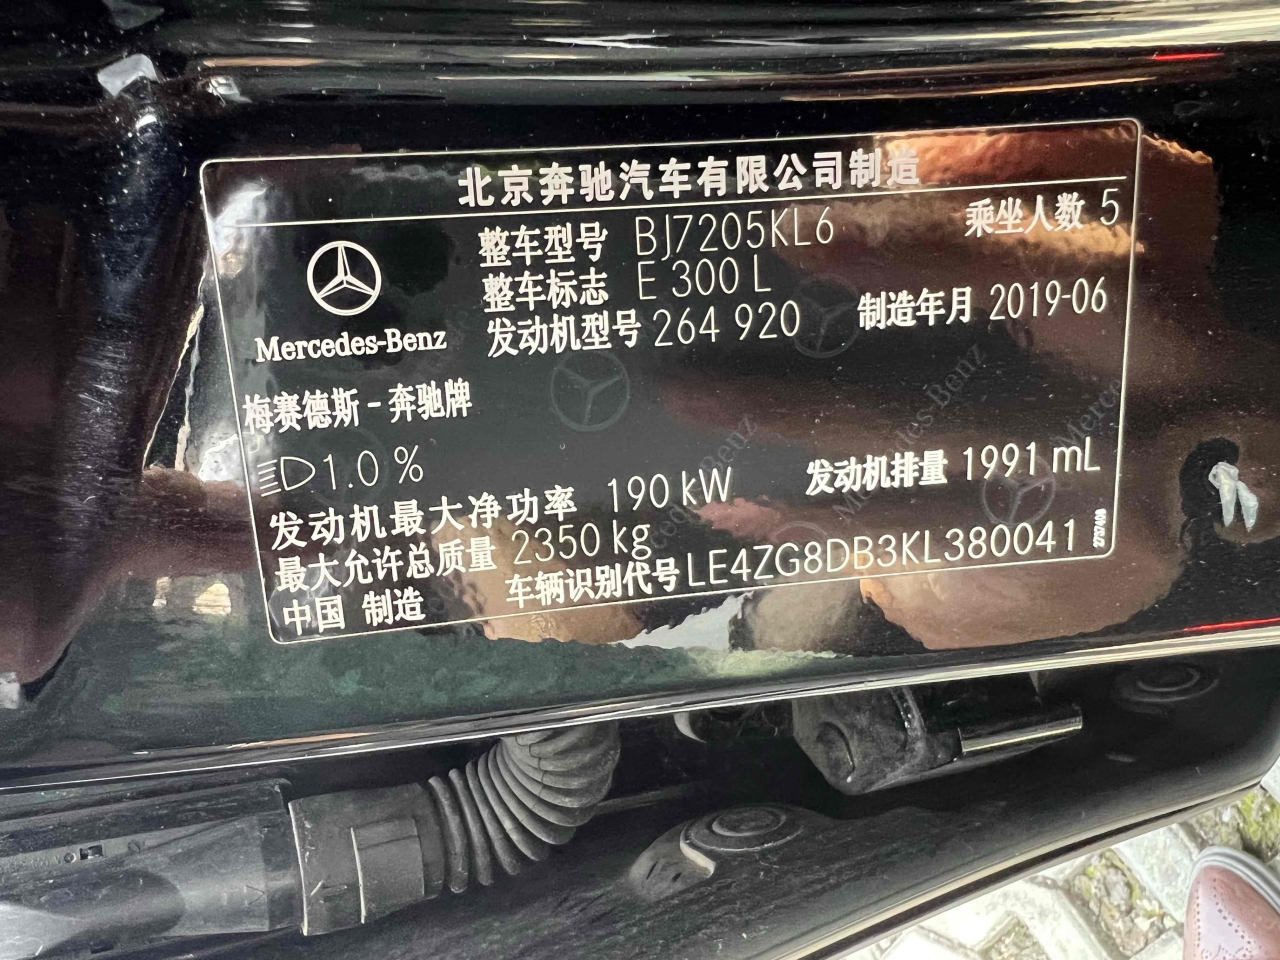 北京奔驰汽车有限公司制造
整车型号 BJ7205KL6 乘坐人数 5
整车标志 E 300 L
发动机型号 264 920 制造年月 2019-06
Mercedes-Benz
梅赛德斯-奔驰牌
1.0 %
发动机最大净功率 190 kW 发动机排量 1991 mL
最大允许总质量 2350 kg
中国 制造 车辆识别代号 LE4ZG8DB3KL380041